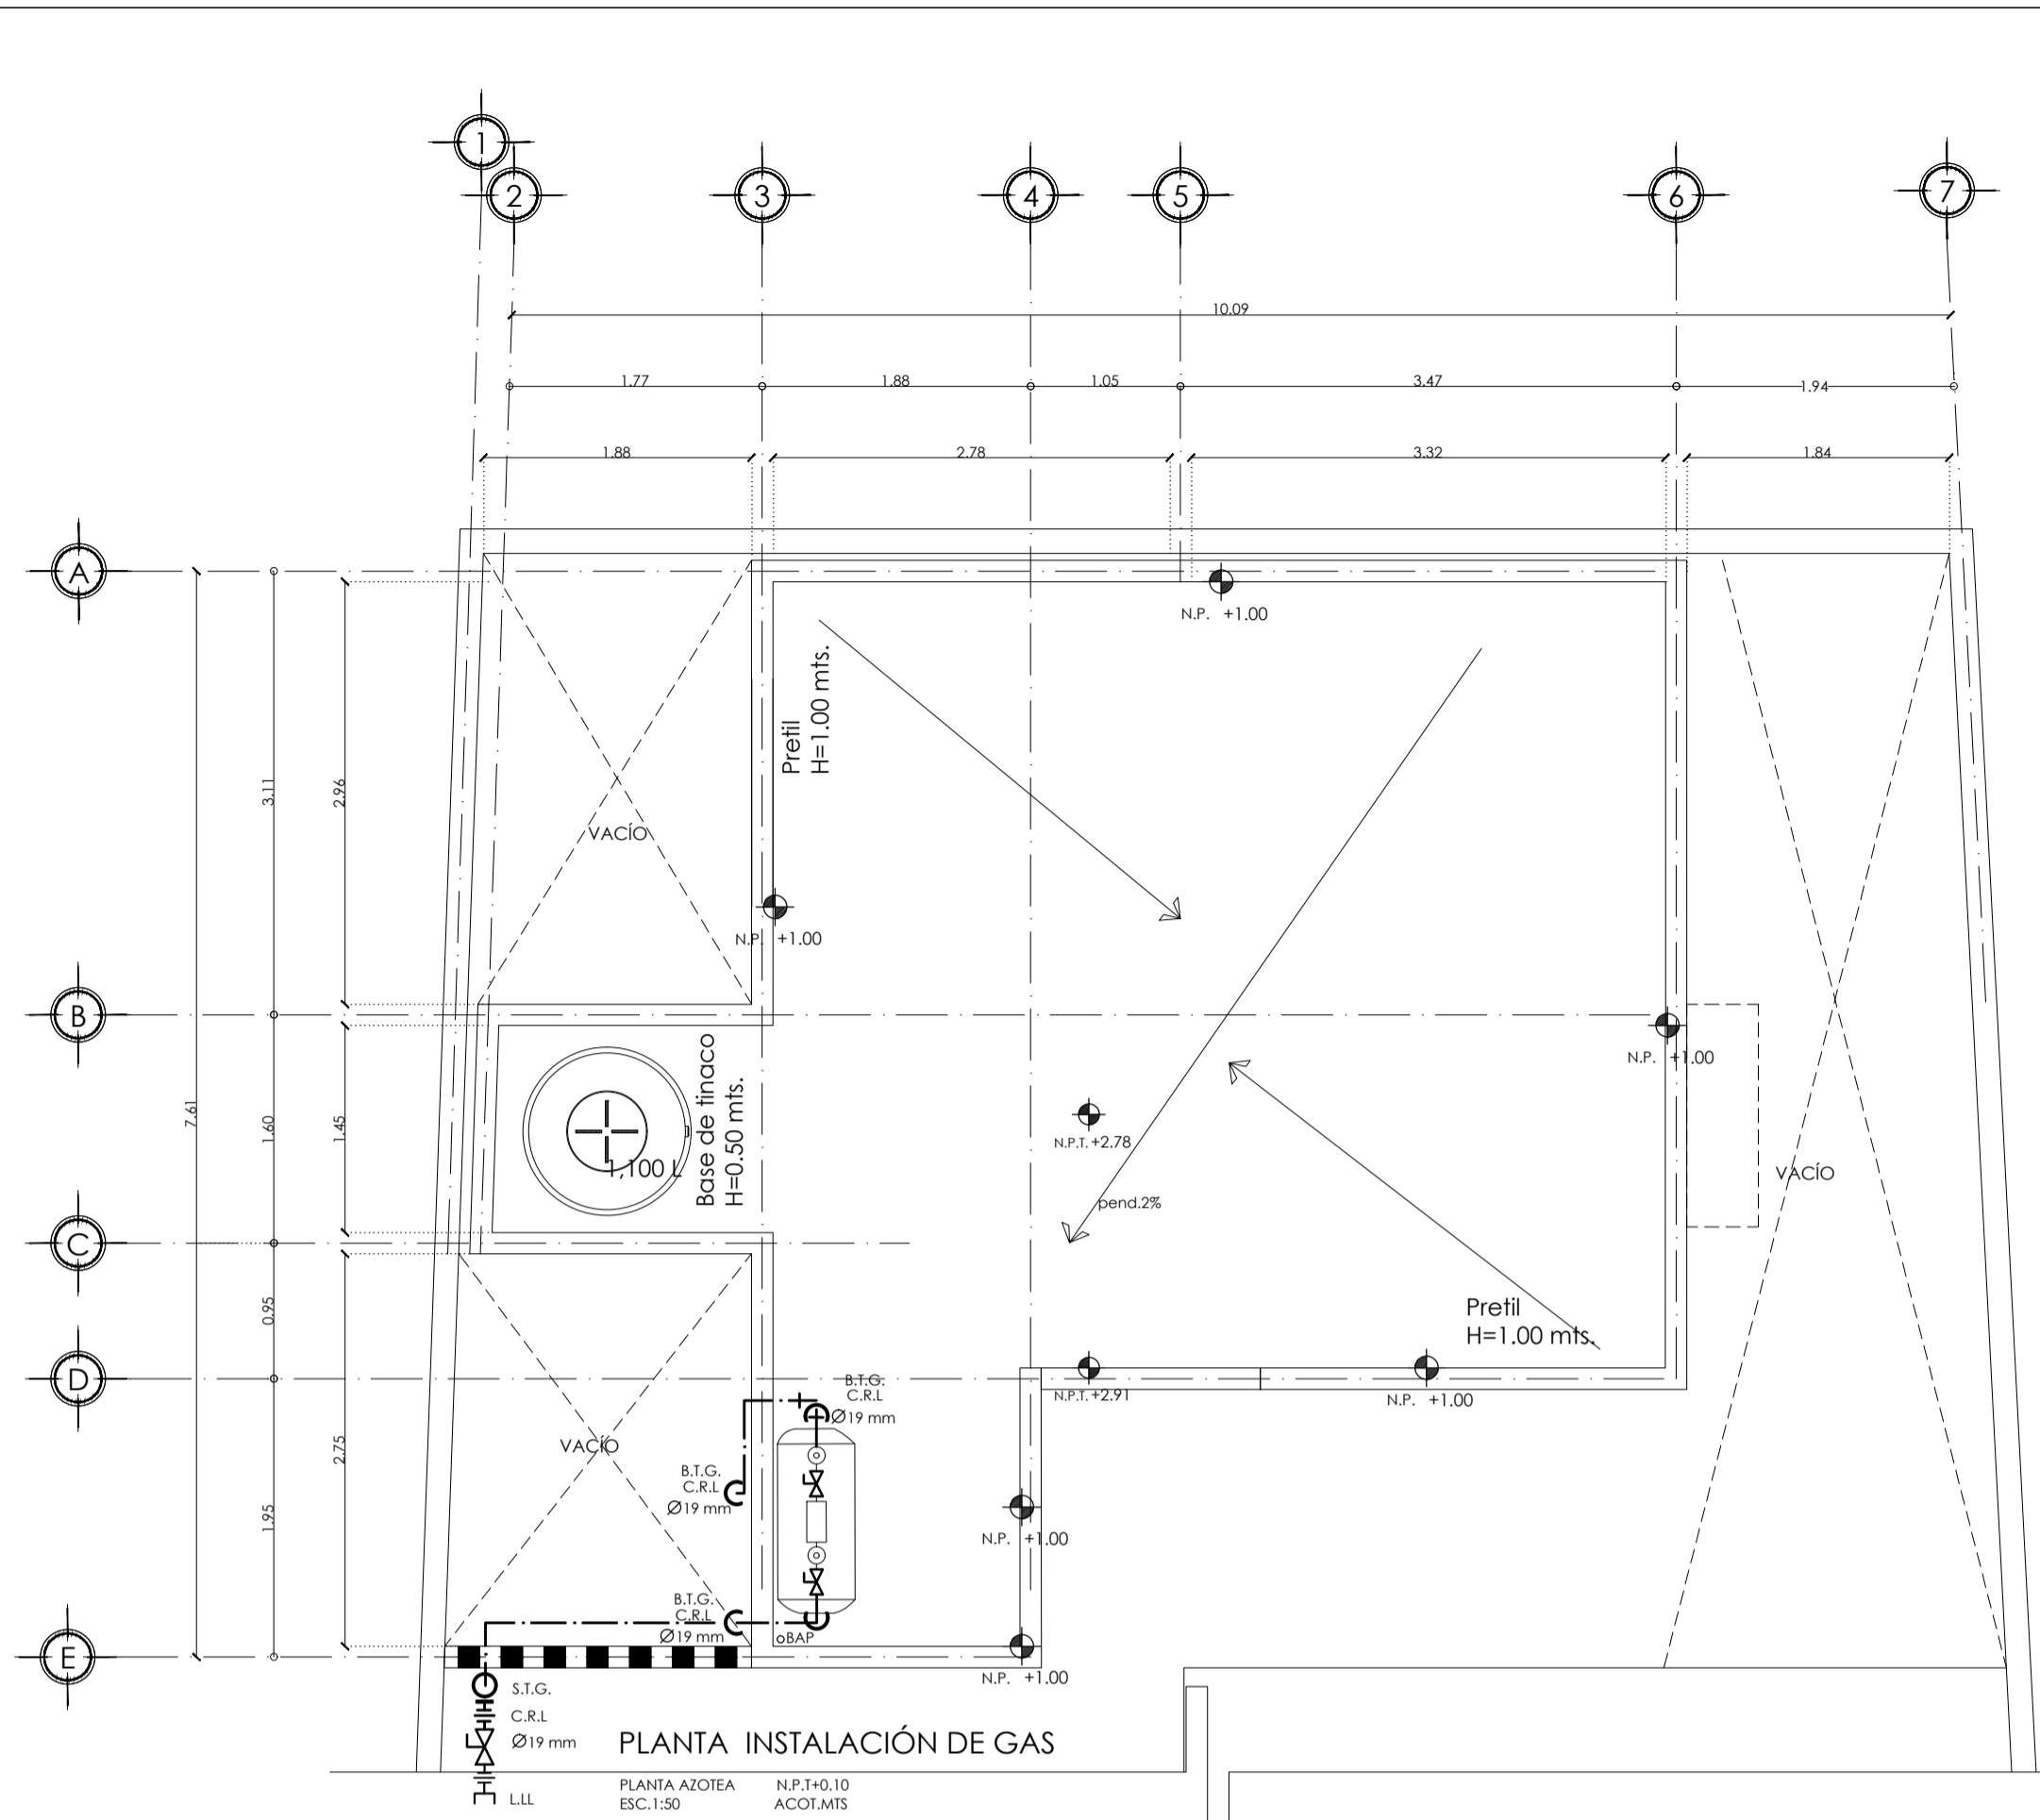 1
2
3
4
5
6
7
10.09
1.77
1.88
1.05
3.47
1.94
1.88
2.78
3.32
1.84
A
N.P. +1.00
Pretil
H=1.00 mts.
3.11
2.96
VACÍO
N.P. +1.00
B
Base de tinaco
H=0.50 mts.
N.P. +1.00
7.61
1.60
1.45
1,100 L
N.P.T. +2.78
VACÍO
pend.2%
C
0.95
Pretil
H=1.00 mts.
D
B.T.G.
C.R.L
Ø19 mm
N.P.T. +2.91
N.P. +1.00
2.75
VACÍO
B.T.G.
C.R.L
Ø19 mm
1.95
N.P. +1.00
B.T.G.
C.R.L
Ø19 mm
oBAP
E
N.P. +1.00
S.T.G.
C.R.L
Ø19 mm
L.LL
PLANTA INSTALACIÓN DE GAS
PLANTA AZOTEA N.P.T+0.10
ESC.1:50 ACOT.MTS